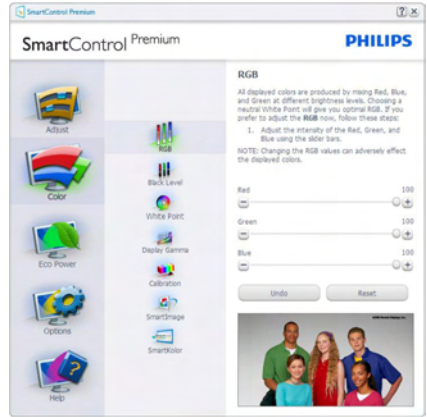 SmartControl Premium
SmartControl Premium
PHILIPS
Adjust
Color
Eco Power
Options
Help
RGB
Black Level
White Point
Display Gamma
Calibration
SmartImage
SmartKolor
RGB
All displayed colors are produced by mixing Red, Blue,
and Green at different brightness levels. Choosing a
neutral White Point will give you optimal RGB. If you
prefer to adjust the RGB now, follow these steps:
1. Adjust the intensity of the Red, Green, and
Blue using the slider bars.
NOTE: Changing the RGB values can adversely effect
the displayed colors.
Red 100
Green 100
Blue 100
Undo Reset